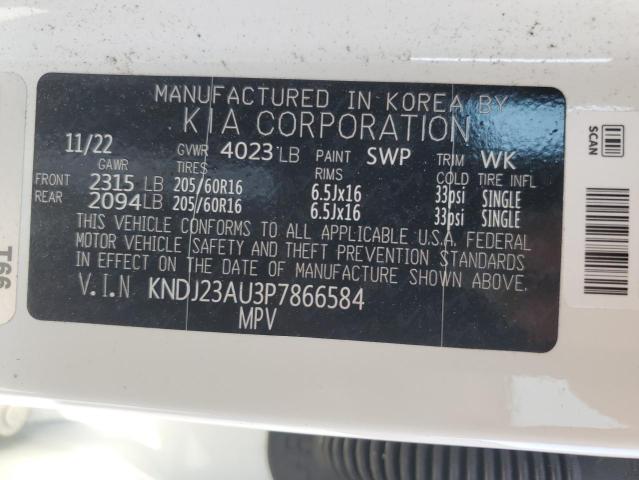 MANUFACTURED IN KOREA BY
KIA CORPORATION
11/22 GVWR 4023 LB PAINT SWP TRIM WK
GAWR TIRES RIMS COLD TIRE INFL
FRONT 2315 LB 205/60R16 6.5Jx16 33psi SINGLE
REAR 2094 LB 205/60R16 6.5Jx16 33psi SINGLE
THIS VEHICLE CONFORMS TO ALL APPLICABLE U.S.A. FEDERAL
MOTOR VEHICLE SAFETY AND THEFT PREVENTION STANDARDS
IN EFFECT ON THE DATE OF MANUFACTURE SHOWN ABOVE.
V.I.N KNDJ23AU3P7866584
MPV
SCAN
T66